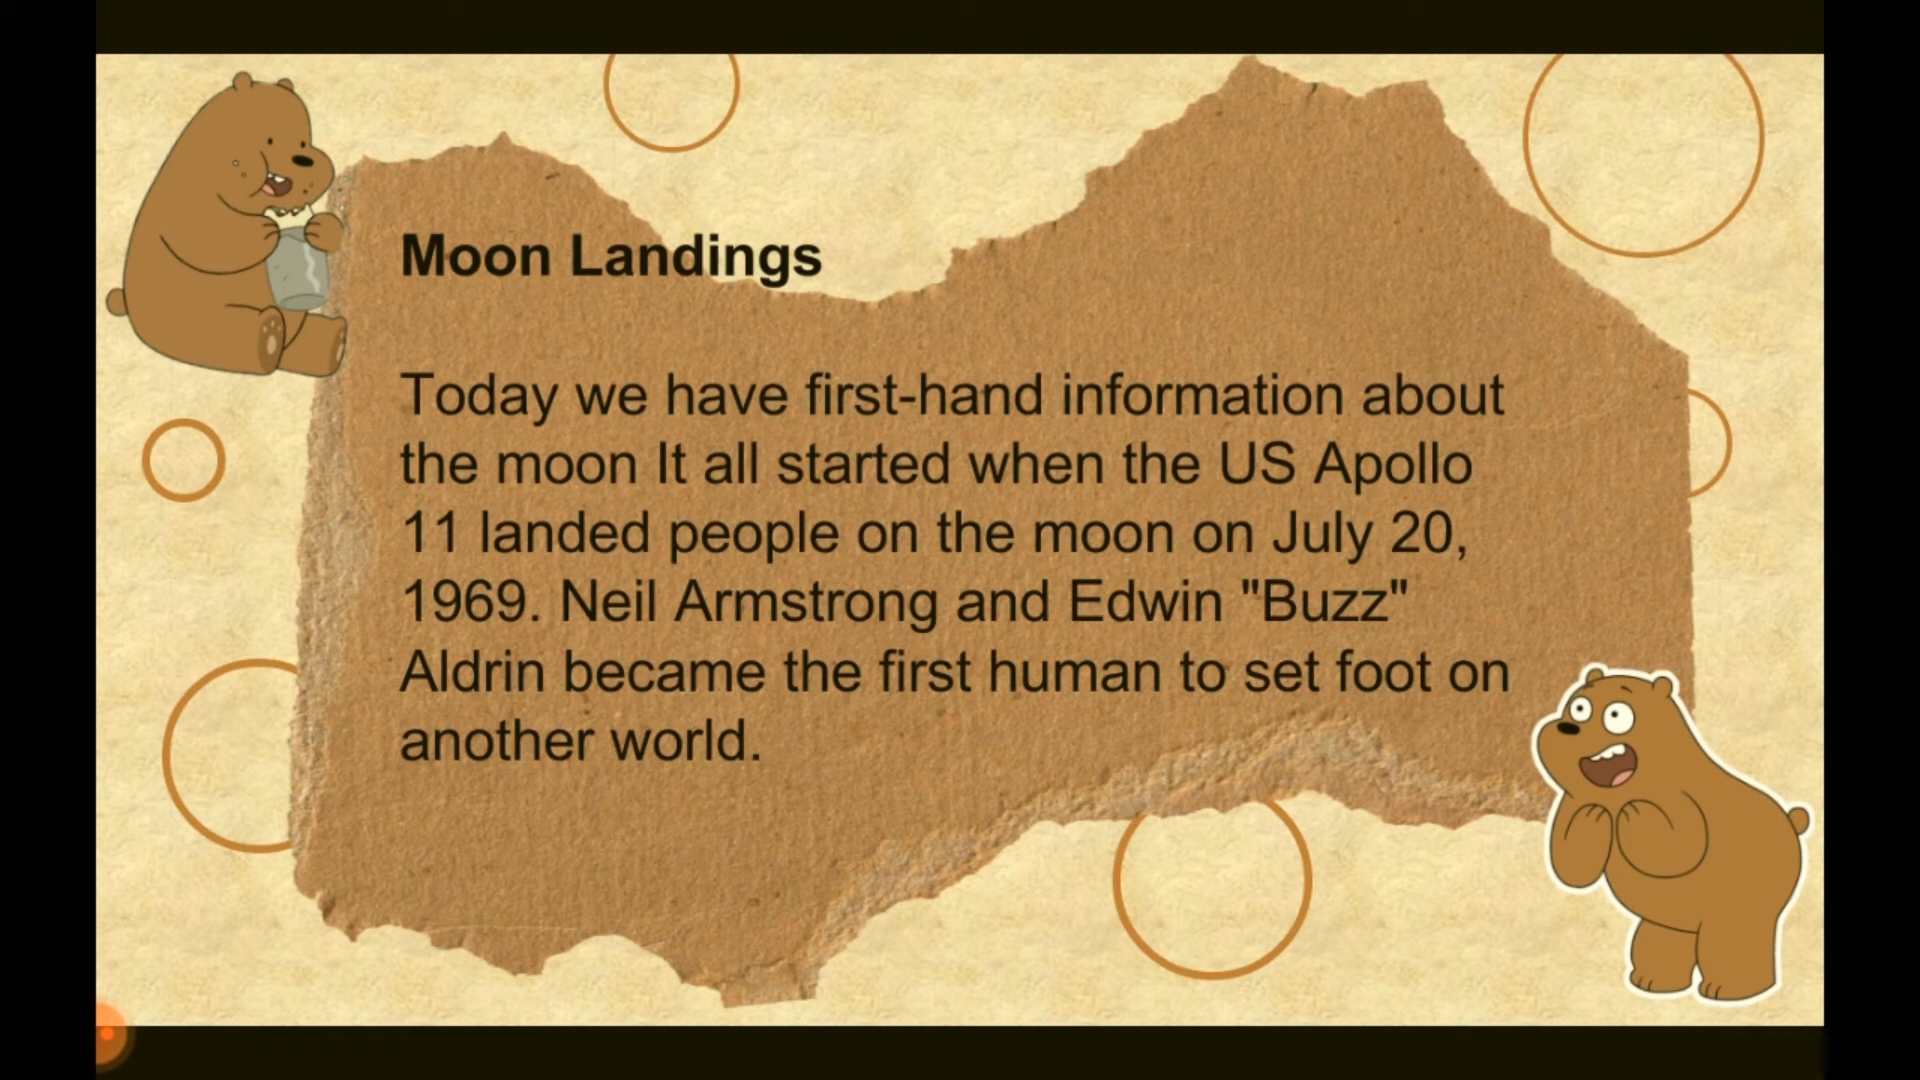 Moon Landings
Today we have first-hand information about
the moon It all started when the US Apollo
11 landed people on the moon on July 20,
1969. Neil Armstrong and Edwin "Buzz"
Aldrin became the first human to set foot on
another world.